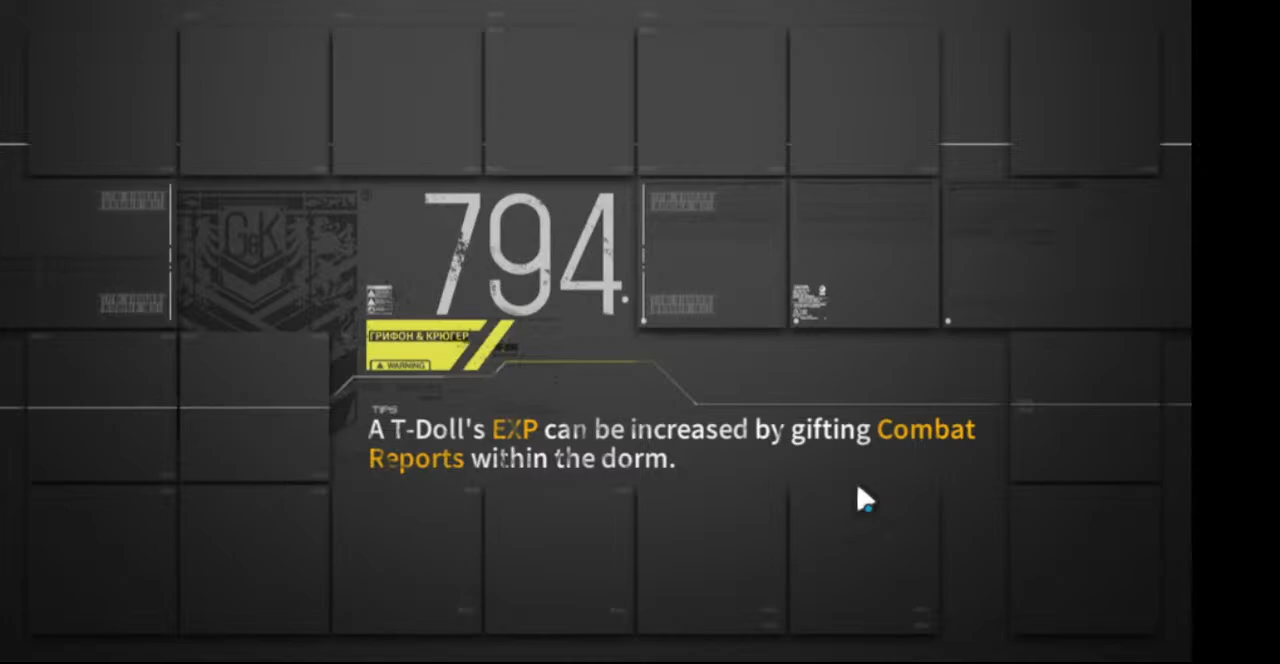 G&K
794.
ГРИФОН & КРЮГЕР
WARNING
TIPS
A T-Doll's EXP can be increased by gifting Combat
Reports within the dorm.